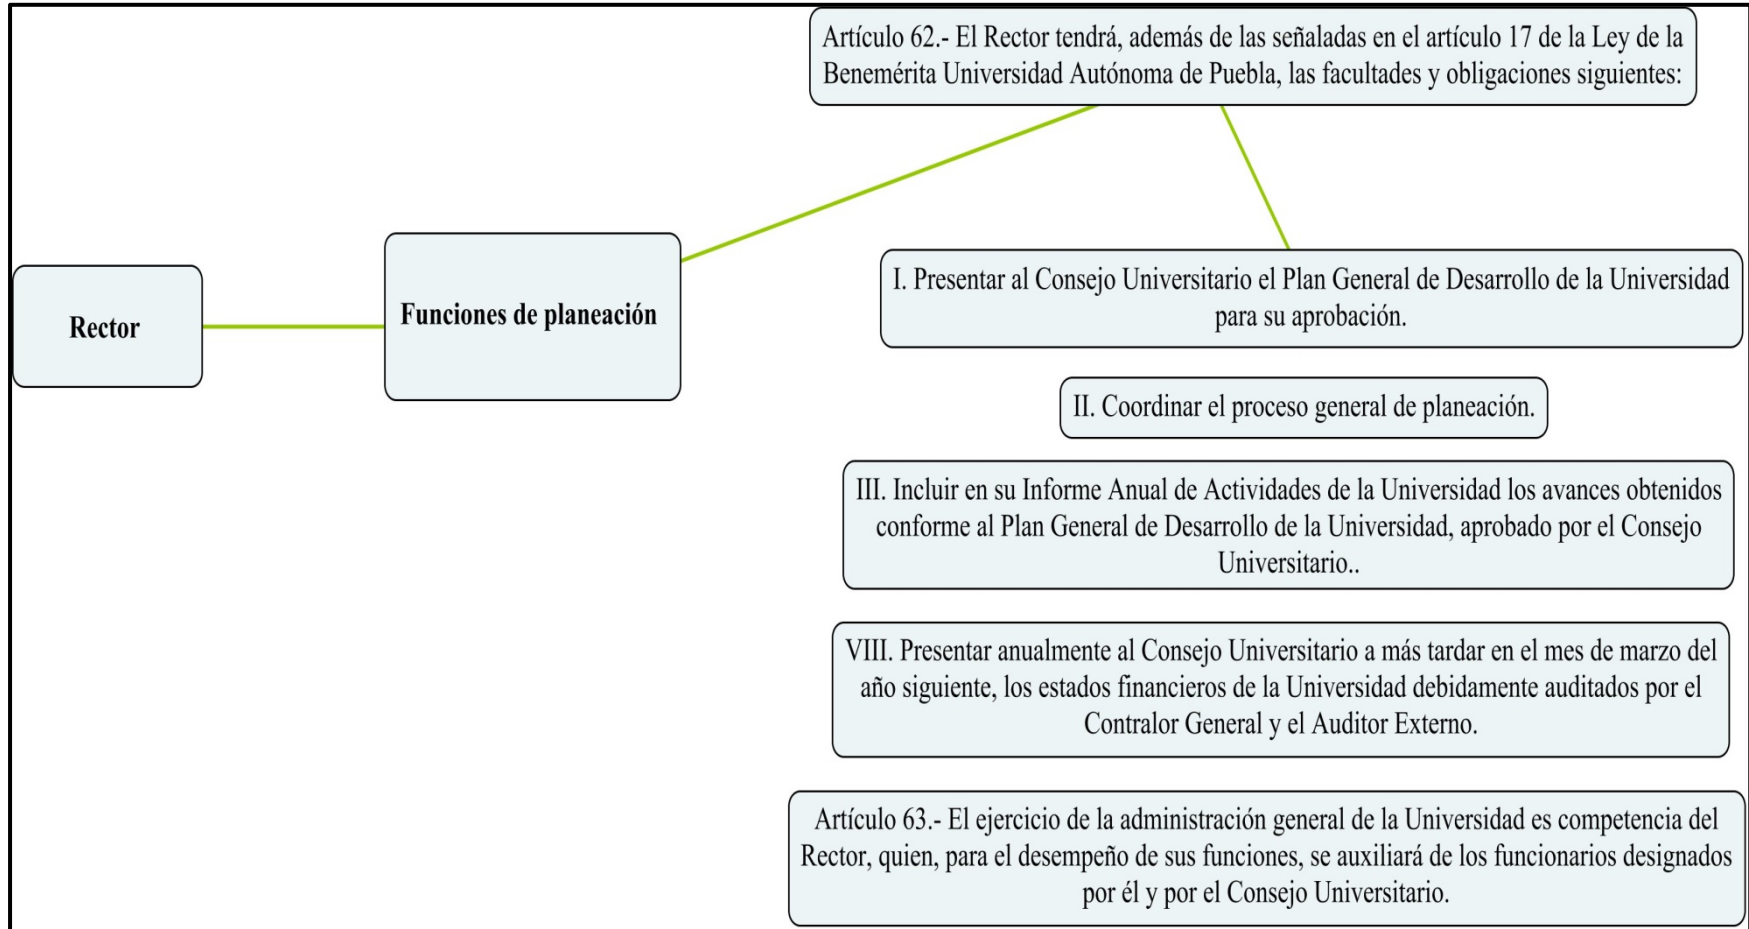 Artículo 62.- El Rector tendrá, además de las señaladas en el artículo 17 de la Ley de la
Benemérita Universidad Autónoma de Puebla, las facultades y obligaciones siguientes:
Rector
Funciones de planeación
I. Presentar al Consejo Universitario el Plan General de Desarrollo de la Universidad
para su aprobación.
II. Coordinar el proceso general de planeación.
III. Incluir en su Informe Anual de Actividades de la Universidad los avances obtenidos
conforme al Plan General de Desarrollo de la Universidad, aprobado por el Consejo
Universitario..
VIII. Presentar anualmente al Consejo Universitario a más tardar en el mes de marzo del
año siguiente, los estados financieros de la Universidad debidamente auditados por el
Contralor General y el Auditor Externo.
Artículo 63.- El ejercicio de la administración general de la Universidad es competencia del
Rector, quien, para el desempeño de sus funciones, se auxiliará de los funcionarios designados
por él y por el Consejo Universitario.